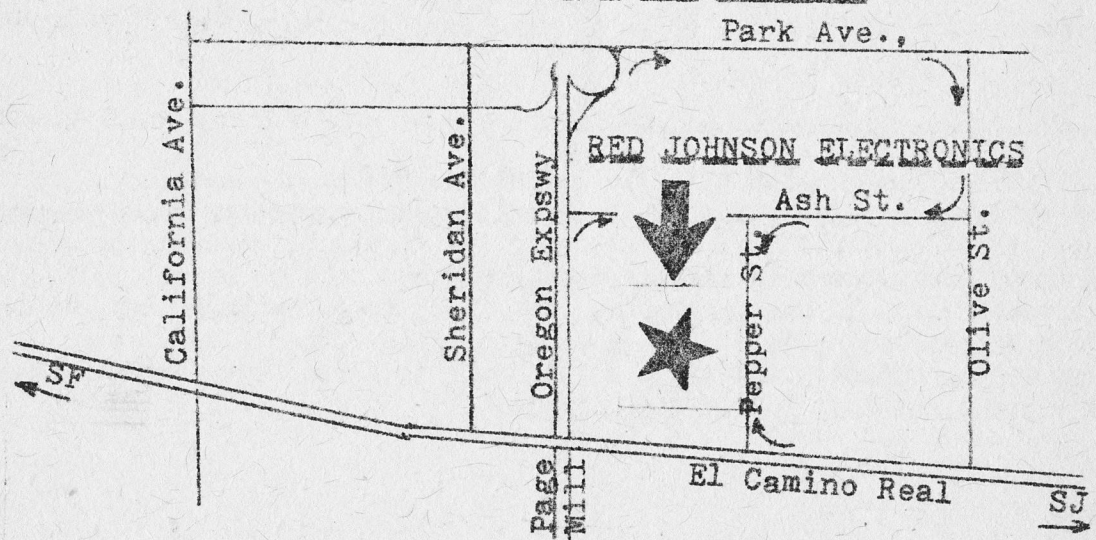 Park Ave.,
California Ave.
Sheridan Ave.
Oregon Expswy
RED JOHNSON ELECTRONICS
Ash St.
Pepper St.
Olive St.
SF
Page
Mill
El Camino Real
SJ